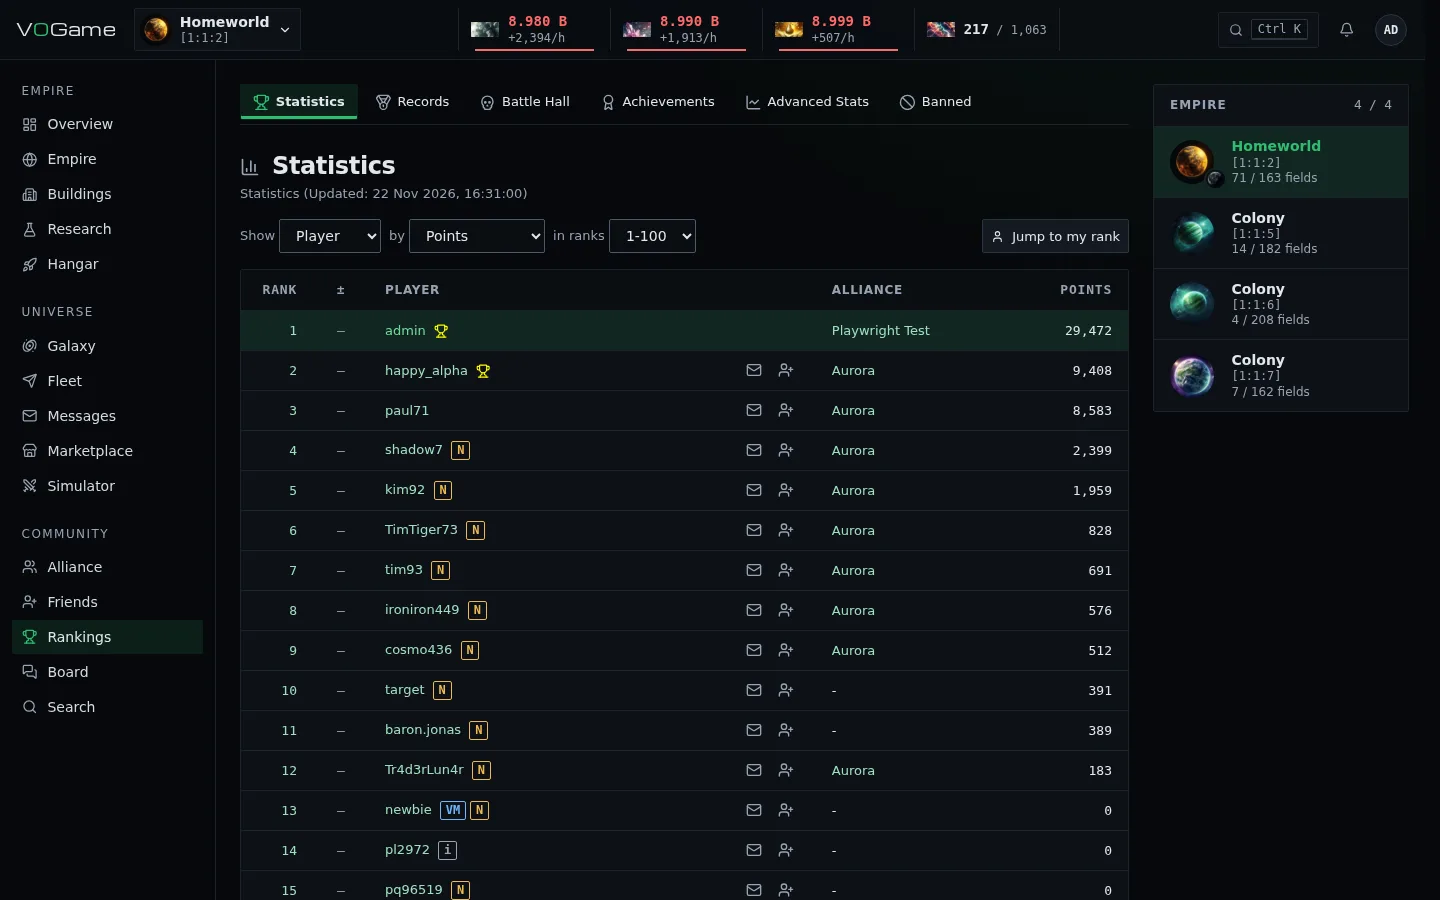 VOGame
Homeworld
[1:1:2]
8.980 B
+2,394/h
8.990 B
+1,913/h
8.999 B
+507/h
217 / 1,063
Ctrl K
AD
EMPIRE
Overview
Empire
Buildings
Research
Hangar
UNIVERSE
Galaxy
Fleet
Messages
Marketplace
Simulator
COMMUNITY
Alliance
Friends
Rankings
Board
Search
Statistics Records Battle Hall Achievements Advanced Stats Banned
Statistics
Statistics (Updated: 22 Nov 2026, 16:31:00)
Show Player by Points in ranks 1-100 Jump to my rank
RANK ± PLAYER ALLIANCE POINTS
1 – admin Playwright Test 29,472
2 – happy_alpha Aurora 9,408
3 – paul71 Aurora 8,583
4 – shadow7 N Aurora 2,399
5 – kim92 N Aurora 1,959
6 – TimTiger73 N Aurora 828
7 – tim93 N Aurora 691
8 – ironiron449 N Aurora 576
9 – cosmo436 N Aurora 512
10 – target N - 391
11 – baron.jonas N - 389
12 – Tr4d3rLun4r N Aurora 183
13 – newbie VM N - 0
14 – pl2972 i - 0
15 – pq96519 N - 0
EMPIRE 4 / 4
Homeworld
[1:1:2]
71 / 163 fields
Colony
[1:1:5]
14 / 182 fields
Colony
[1:1:6]
4 / 208 fields
Colony
[1:1:7]
7 / 162 fields